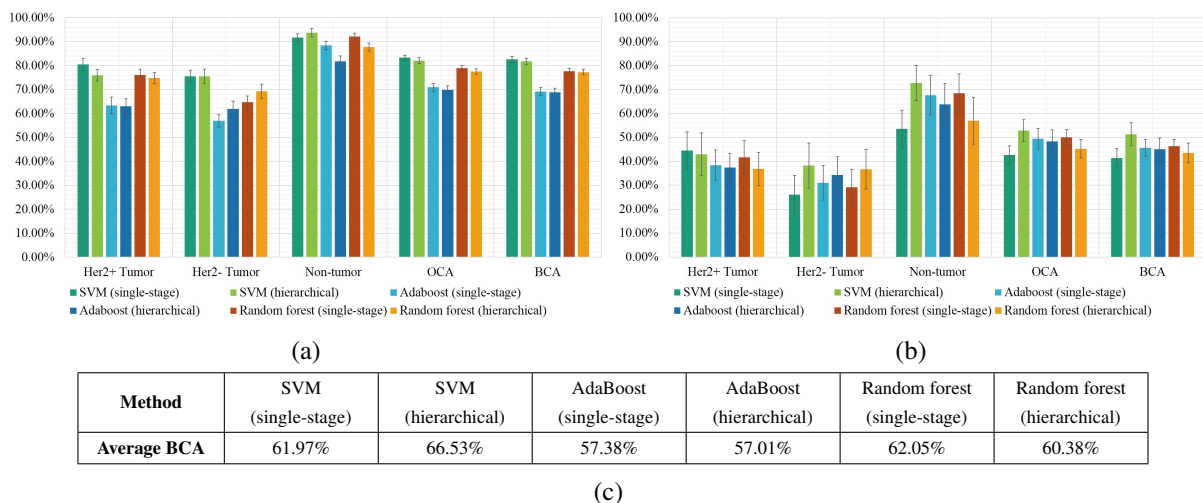 100.00%
90.00%
80.00%
70.00%
60.00%
50.00%
40.00%
30.00%
20.00%
10.00%
0.00%
Her2+ Tumor Her2- Tumor Non-tumor OCA BCA
SVM (single-stage) SVM (hierarchical) Adaboost (single-stage)
Adaboost (hierarchical) Random forest (single-stage) Random forest (hierarchical)
(a)
100.00%
90.00%
80.00%
70.00%
60.00%
50.00%
40.00%
30.00%
20.00%
10.00%
0.00%
Her2+ Tumor Her2- Tumor Non-tumor OCA BCA
SVM (single-stage) SVM (hierarchical) Adaboost (single-stage)
Adaboost (hierarchical) Random forest (single-stage) Random forest (hierarchical)
(b)
Method SVM (single-stage) SVM (hierarchical) AdaBoost (single-stage) AdaBoost (hierarchical) Random forest (single-stage) Random forest (hierarchical)
Average BCA 61.97% 66.53% 57.38% 57.01% 62.05% 60.38%
(c)